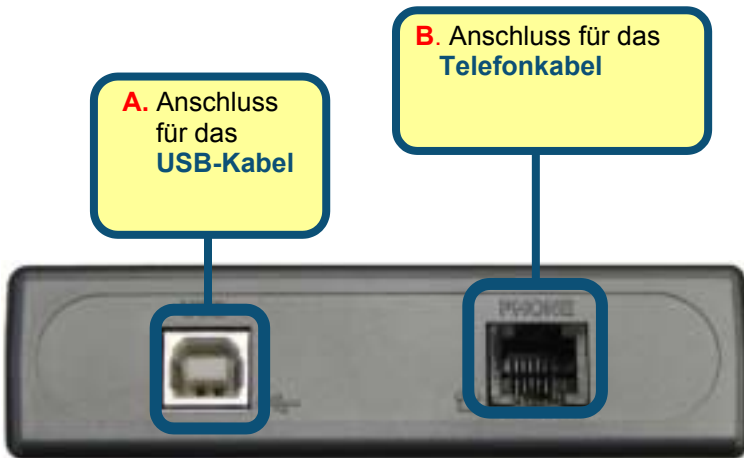 A. Anschluss
für das
USB-Kabel
B. Anschluss für das
Telefonkabel
PHONE